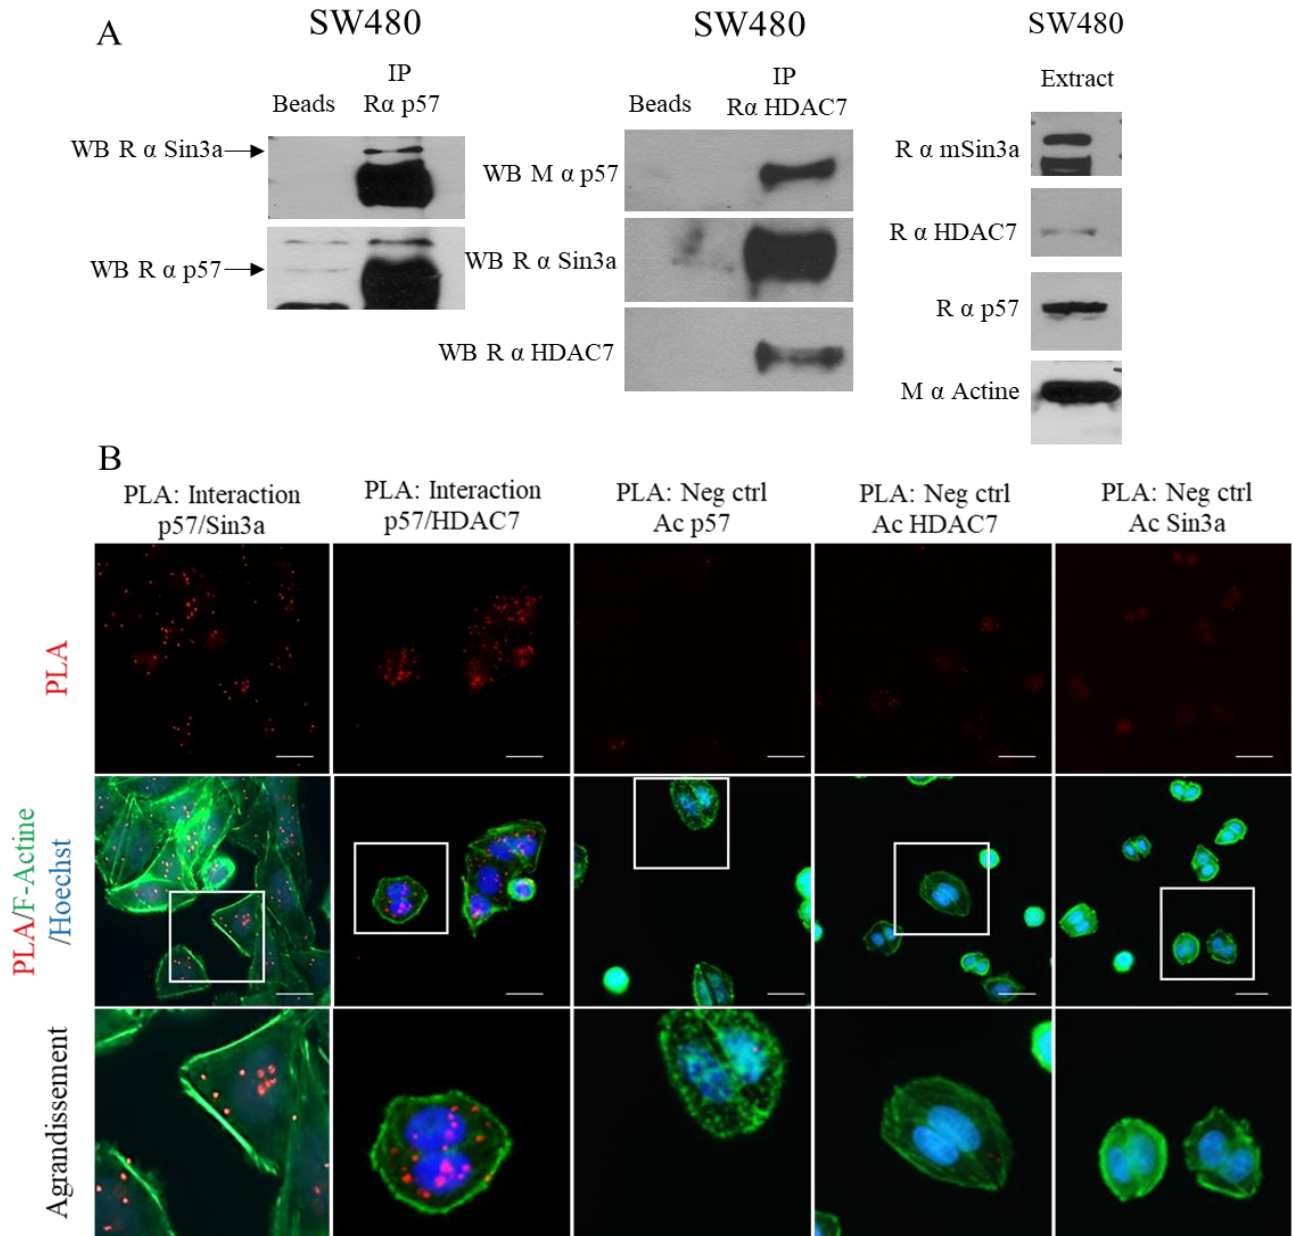 A
SW480
SW480
SW480
Beads
IP
Rα p57
Beads
IP
Rα HDAC7
Extract
WB R α Sin3a
WB R α p57
WB M α p57
WB R α Sin3a
WB R α HDAC7
R α mSin3a
R α HDAC7
R α p57
M α Actine
B
PLA: Interaction
p57/Sin3a
PLA: Interaction
p57/HDAC7
PLA: Neg ctrl
Ac p57
PLA: Neg ctrl
Ac HDAC7
PLA: Neg ctrl
Ac Sin3a
PLA
PLA/F-Actine
/Hoechst
Agrandissement